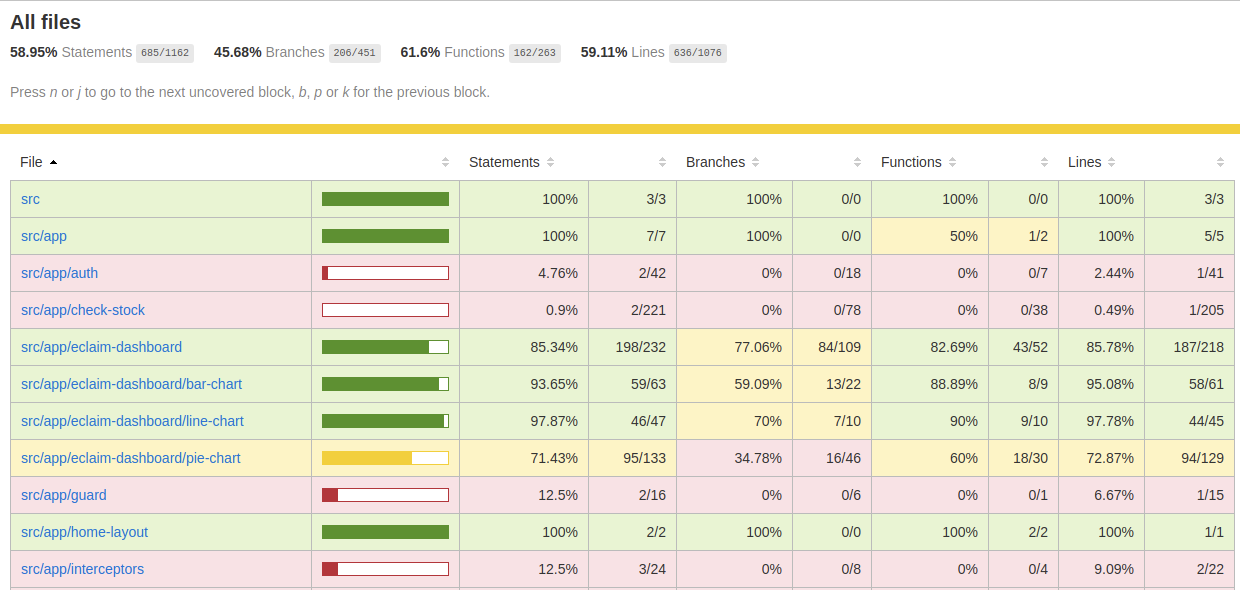 All files
58.95% Statements 685/1162 45.68% Branches 206/451 61.6% Functions 162/263 59.11% Lines 636/1076
Press n or j to go to the next uncovered block, b, p or k for the previous block.
File Statements Branches Functions Lines
src 100% 3/3 100% 0/0 100% 0/0 100% 3/3
src/app 100% 7/7 100% 0/0 50% 1/2 100% 5/5
src/app/auth 4.76% 2/42 0% 0/18 0% 0/7 2.44% 1/41
src/app/check-stock 0.9% 2/221 0% 0/78 0% 0/38 0.49% 1/205
src/app/eclaim-dashboard 85.34% 198/232 77.06% 84/109 82.69% 43/52 85.78% 187/218
src/app/eclaim-dashboard/bar-chart 93.65% 59/63 59.09% 13/22 88.89% 8/9 95.08% 58/61
src/app/eclaim-dashboard/line-chart 97.87% 46/47 70% 7/10 90% 9/10 97.78% 44/45
src/app/eclaim-dashboard/pie-chart 71.43% 95/133 34.78% 16/46 60% 18/30 72.87% 94/129
src/app/guard 12.5% 2/16 0% 0/6 0% 0/1 6.67% 1/15
src/app/home-layout 100% 2/2 100% 0/0 100% 2/2 100% 1/1
src/app/interceptors 12.5% 3/24 0% 0/8 0% 0/4 9.09% 2/22